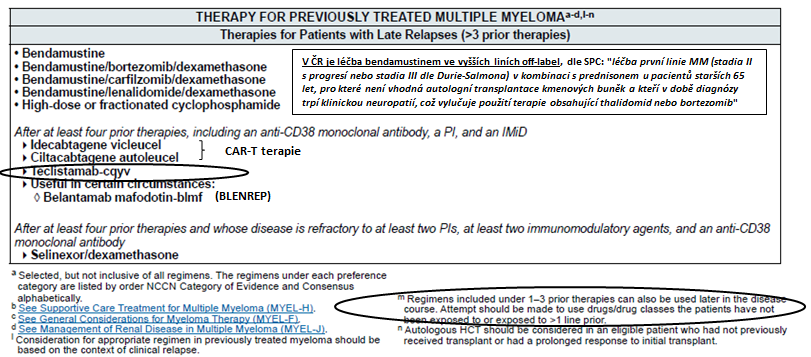 THERAPY FOR PREVIOUSLY TREATED MULTIPLE MYELOMAa-d,l-n
Therapies for Patients with Late Relapses (>3 prior therapies)
• Bendamustine
• Bendamustine/bortezomib/dexamethasone
• Bendamustine/carfilzomib/dexamethasone
• Bendamustine/lenalidomide/dexamethasone
• High-dose or fractionated cyclophosphamide
V ČR je léčba bendamustinem ve vyšších liních off-label, dle SPC: "léčba první linie MM (stadia II
s progresí nebo stadia III dle Durie-Salmona) v kombinaci s prednisonem u pacientů starších 65
let, pro které není vhodná autologní transplantace kmenových buněk a kteří v době diagnózy
trpí klinickou neuropatií, což vylučuje použití terapie obsahující thalidomid nebo bortezomib"
After at least four prior therapies, including an anti-CD38 monoclonal antibody, a PI, and an IMiD
Idecabtagene vicleucel
Ciltacabtagene autoleucel
CAR-T terapie
Teclistamab-cqyv
Useful in certain circumstances:
◊ Belantamab mafodotin-blmf (BLENREP)
After at least four prior therapies and whose disease is refractory to at least two PIs, at least two immunomodulatory agents, and an anti-CD38
monoclonal antibody
Selinexor/dexamethasone
a Selected, but not inclusive of all regimens. The regimens under each preference
category are listed by order NCCN Category of Evidence and Consensus
alphabetically.
b See Supportive Care Treatment for Multiple Myeloma (MYEL-H).
c See General Considerations for Myeloma Therapy (MYEL-F).
d See Management of Renal Disease in Multiple Myeloma (MYEL-J).
l Consideration for appropriate regimen in previously treated myeloma should be
based on the context of clinical relapse.
m Regimens included under 1–3 prior therapies can also be used later in the disease
course. Attempt should be made to use drugs/drug classes the patients have not
been exposed to or exposed to >1 line prior.
n Autologous HCT should be considered in an eligible patient who had not previously
received transplant or had a prolonged response to initial transplant.